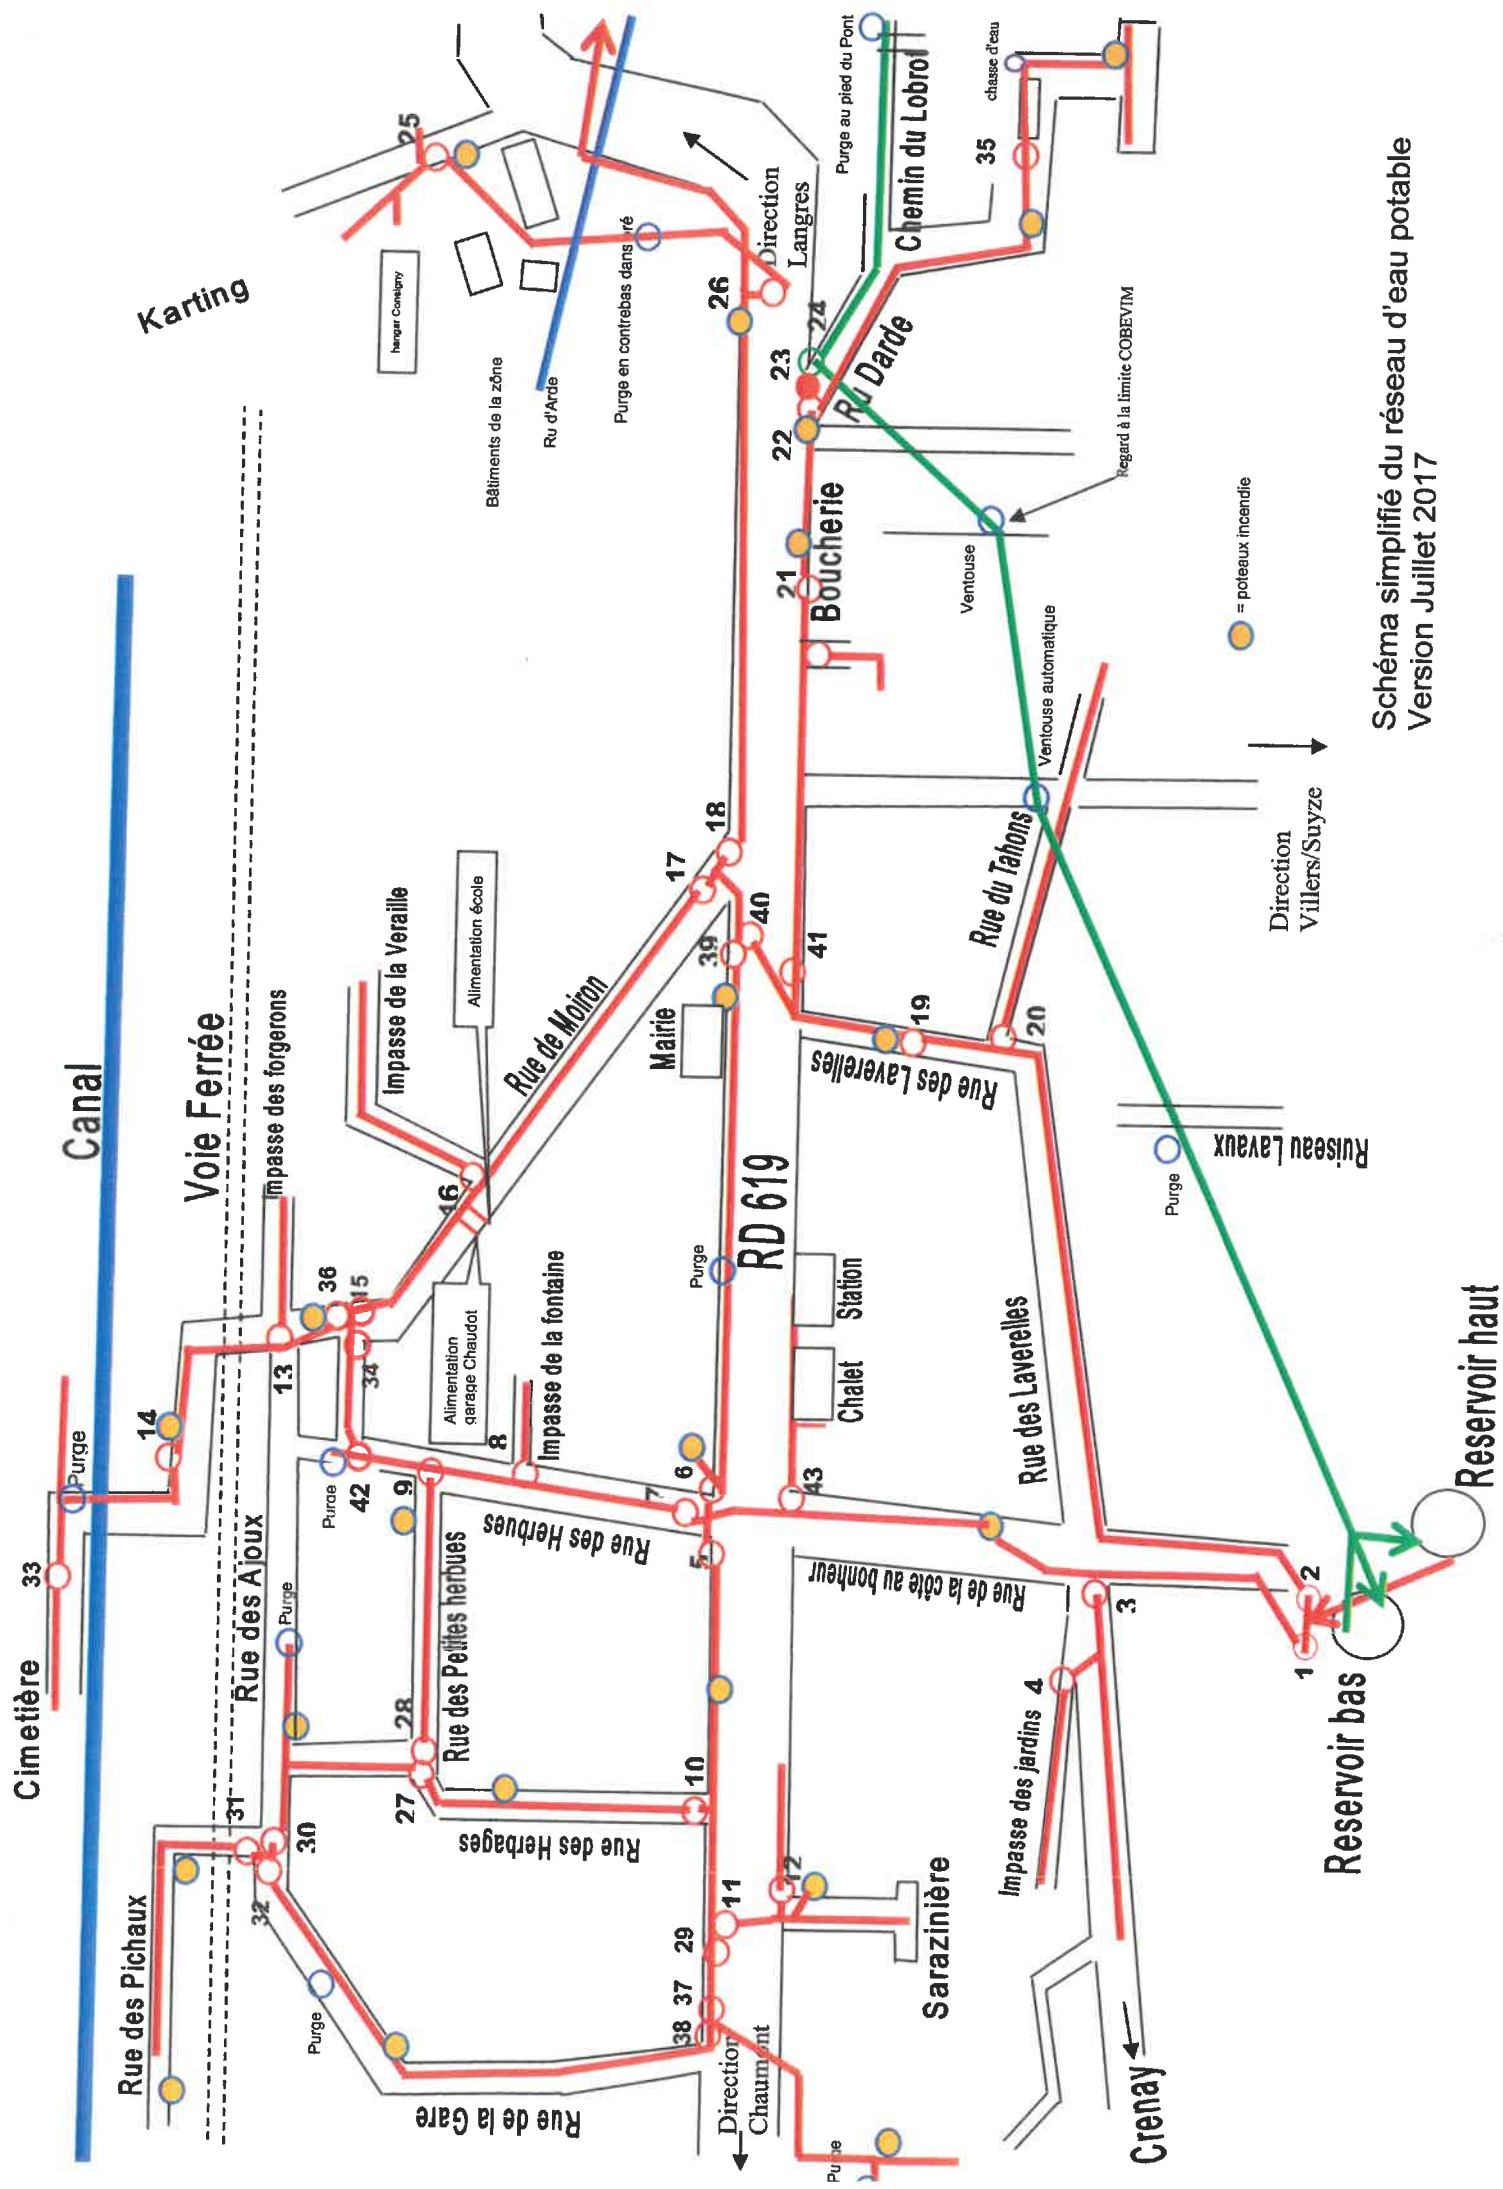 Cimetière
33
Purge
Canal
14
Voie Ferrée
Rue des Pichaux
31
Rue des Ajoux
13
36
Impasse des forgerons
32
30
Purge
Purge
42
34
15
Alimentation
garage Chaudot
16
Impasse de la Veraille
Alimentation école
Rue de Moiron
Karting
hangar Consigny
25
Bâtiments de la zône
Ru d'Arde
Purge en contrebas dans pré
Purge
27
28
9
8
Impasse de la fontaine
Rue des Petites herbues
Rue des Herbues
Rue des Herbages
Rue de la Gare
38
37
29
11
10
5
7
6
Purge
Mairie
39
40
17
18
26
Direction
Langres
Direction
Chaumont
12
43
RD 619
Chalet
Station
41
21
Boucherie
22
23
24
Ru Darde
Purge au pied du Pont
Chemin du Lobrot
chasse d'eau
35
Sarazinière
Rue de la côte au bonheur
Rue des Laverelles
Rue des Laverelles
19
20
Rue du Tahons
Ventouse automatique
Ventouse
Regard à la limite COBEVIM
Impasse des jardins
4
3
Crenay
Purge
Ruiseau Lavaux
Direction
Villers/Suyze
= poteaux incendie
1
2
Reservoir bas
Reservoir haut
Schéma simplifié du réseau d'eau potable
Version Juillet 2017